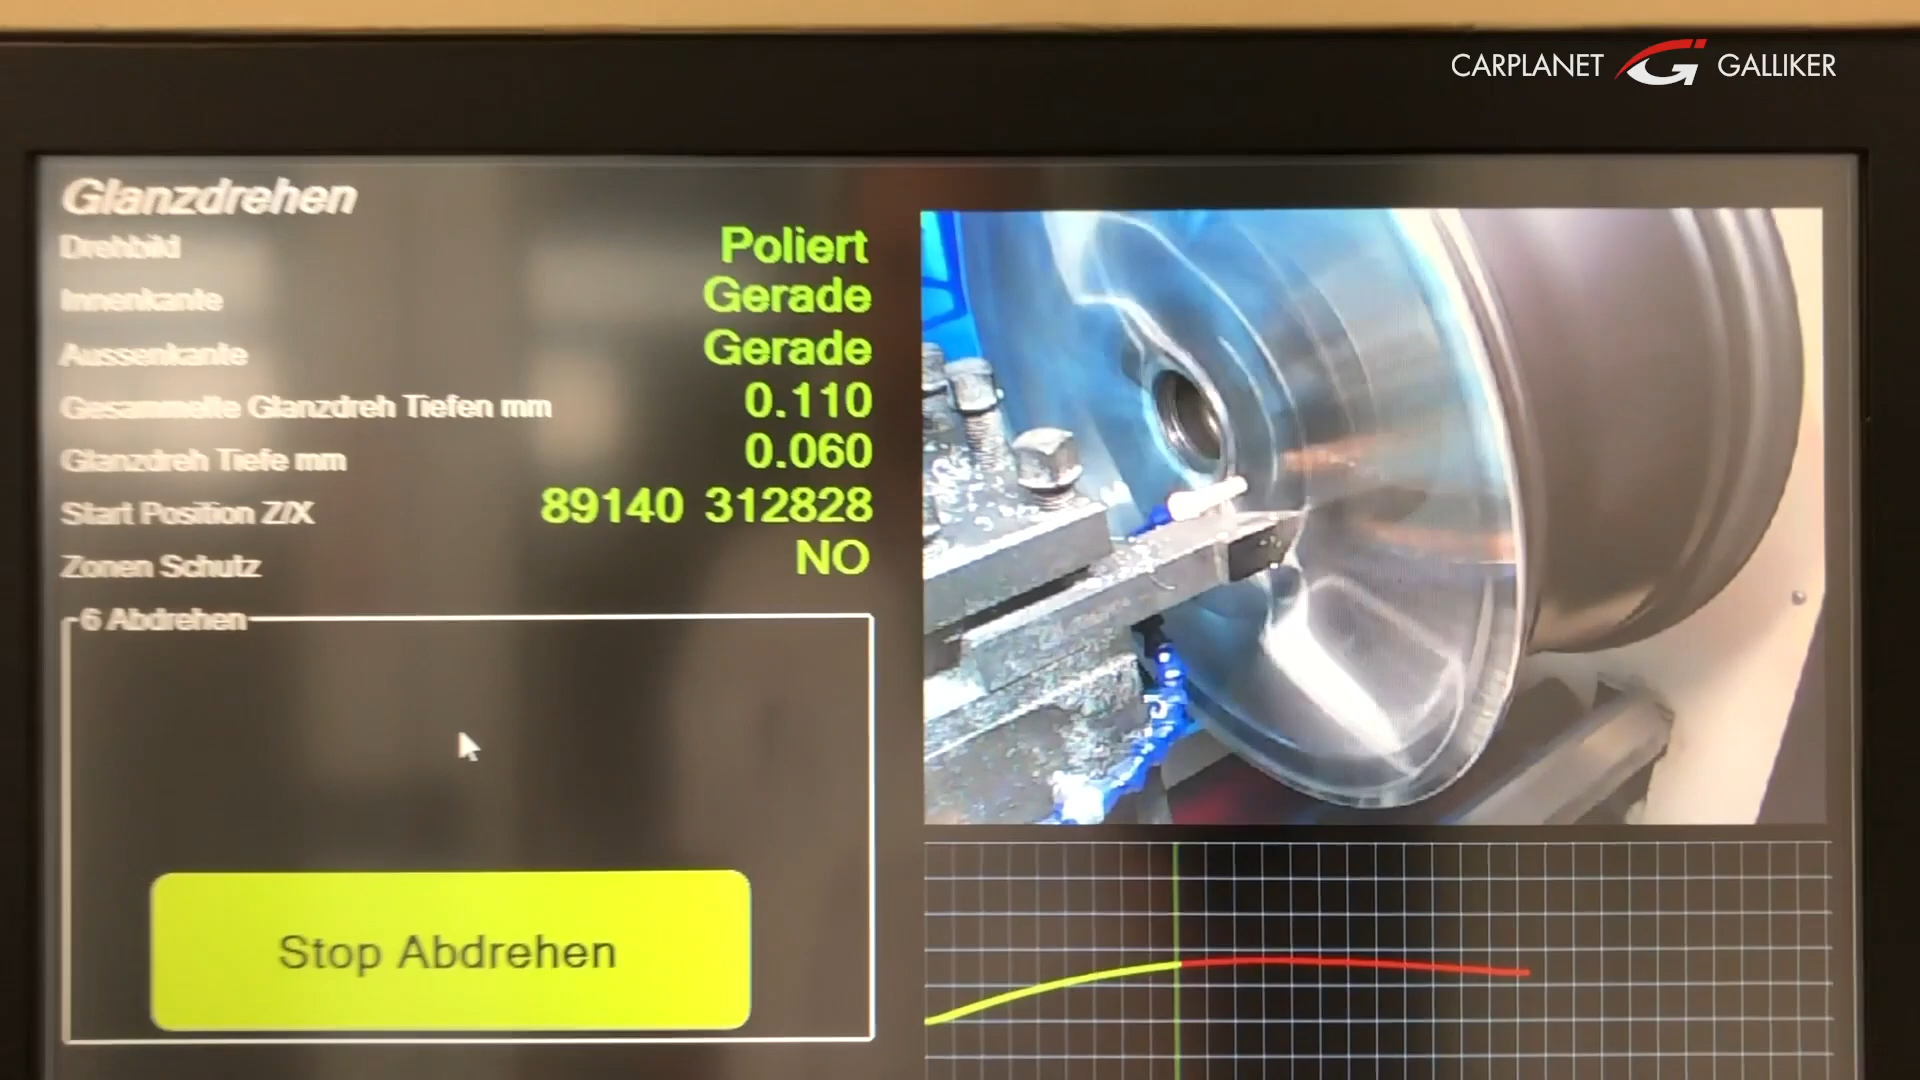 CARPLANET GALLIKER
Glanzdrehen
Drehbild Poliert
Innenkante Gerade
Aussenkante Gerade
Gesammelte Glanzdreh Tiefen mm 0.110
Glanzdreh Tiefe mm 0.060
Start Position Z/X 89140 312828
Zonen Schutz NO
6 Abdrehen
Stop Abdrehen